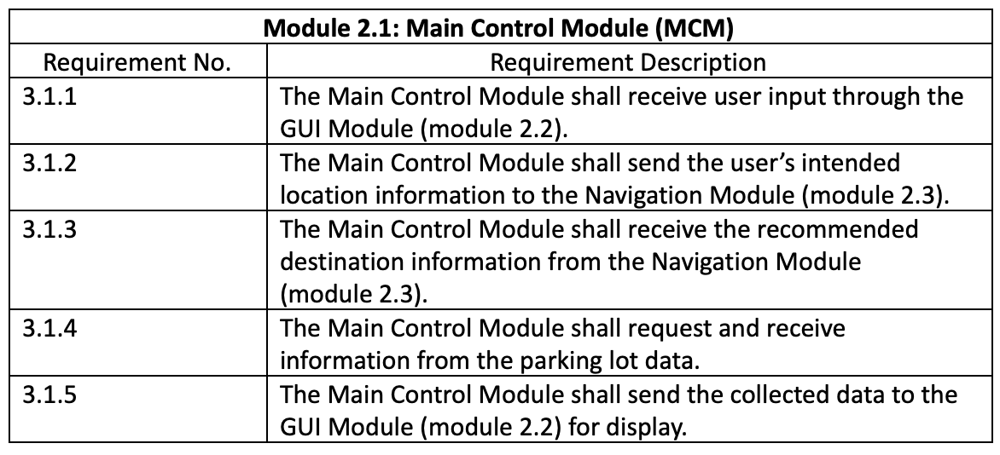 Module 2.1: Main Control Module (MCM)
Requirement No. Requirement Description
3.1.1 The Main Control Module shall receive user input through the
GUI Module (module 2.2).
3.1.2 The Main Control Module shall send the user’s intended
location information to the Navigation Module (module 2.3).
3.1.3 The Main Control Module shall receive the recommended
destination information from the Navigation Module
(module 2.3).
3.1.4 The Main Control Module shall request and receive
information from the parking lot data.
3.1.5 The Main Control Module shall send the collected data to the
GUI Module (module 2.2) for display.